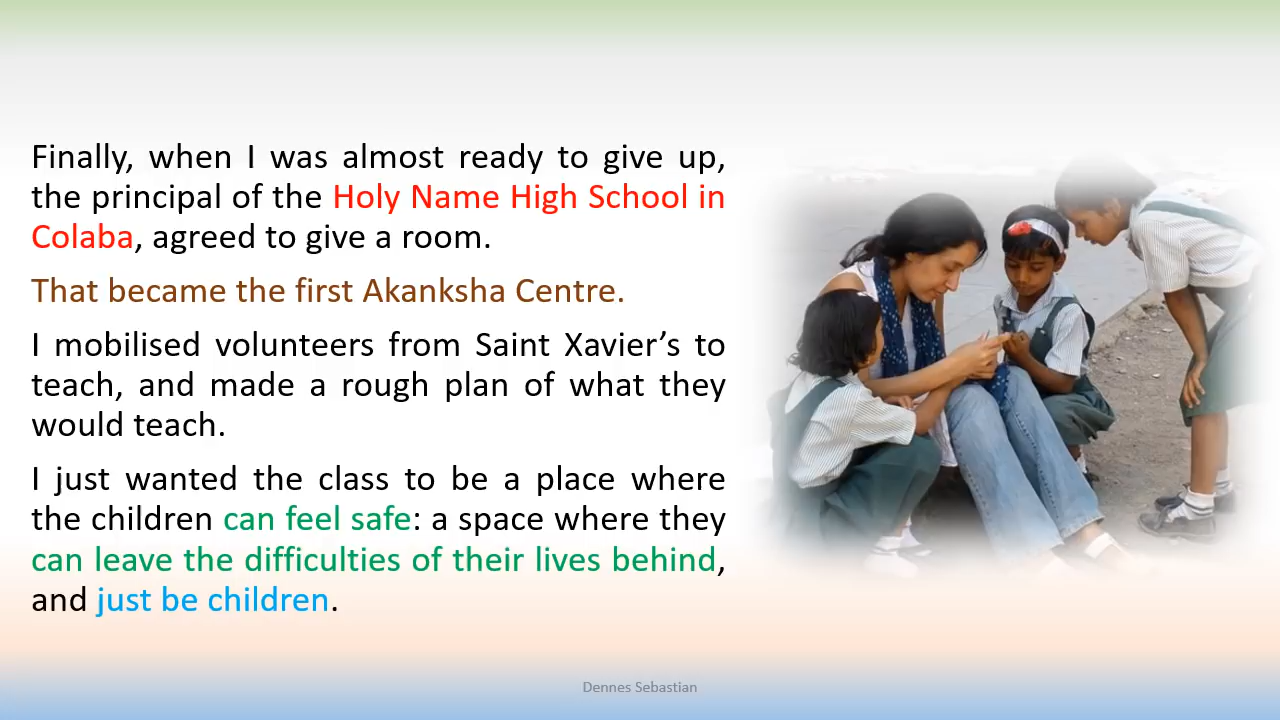 Finally, when I was almost ready to give up,
the principal of the Holy Name High School in
Colaba, agreed to give a room.
That became the first Akanksha Centre.
I mobilised volunteers from Saint Xavier’s to
teach, and made a rough plan of what they
would teach.
I just wanted the class to be a place where
the children can feel safe: a space where they
can leave the difficulties of their lives behind,
and just be children.
Dennes Sebastian